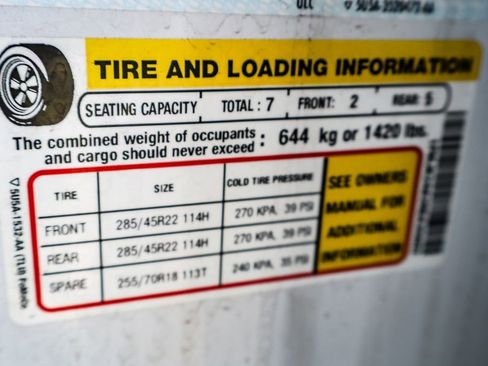 TIRE AND LOADING INFORMATION
SEATING CAPACITY TOTAL: 7 FRONT: 2 REAR: 5
The combined weight of occupants
and cargo should never exceed : 644 kg or 1420 lbs.
TIRE SIZE COLD TIRE PRESSURE
FRONT 285/45R22 114H 270 KPA, 39 PSI
REAR 285/45R22 114H 270 KPA, 39 PSI
SPARE 255/70R18 113T 240 KPA, 35 PSI
SEE OWNERS
MANUAL FOR
ADDITIONAL
INFORMATION